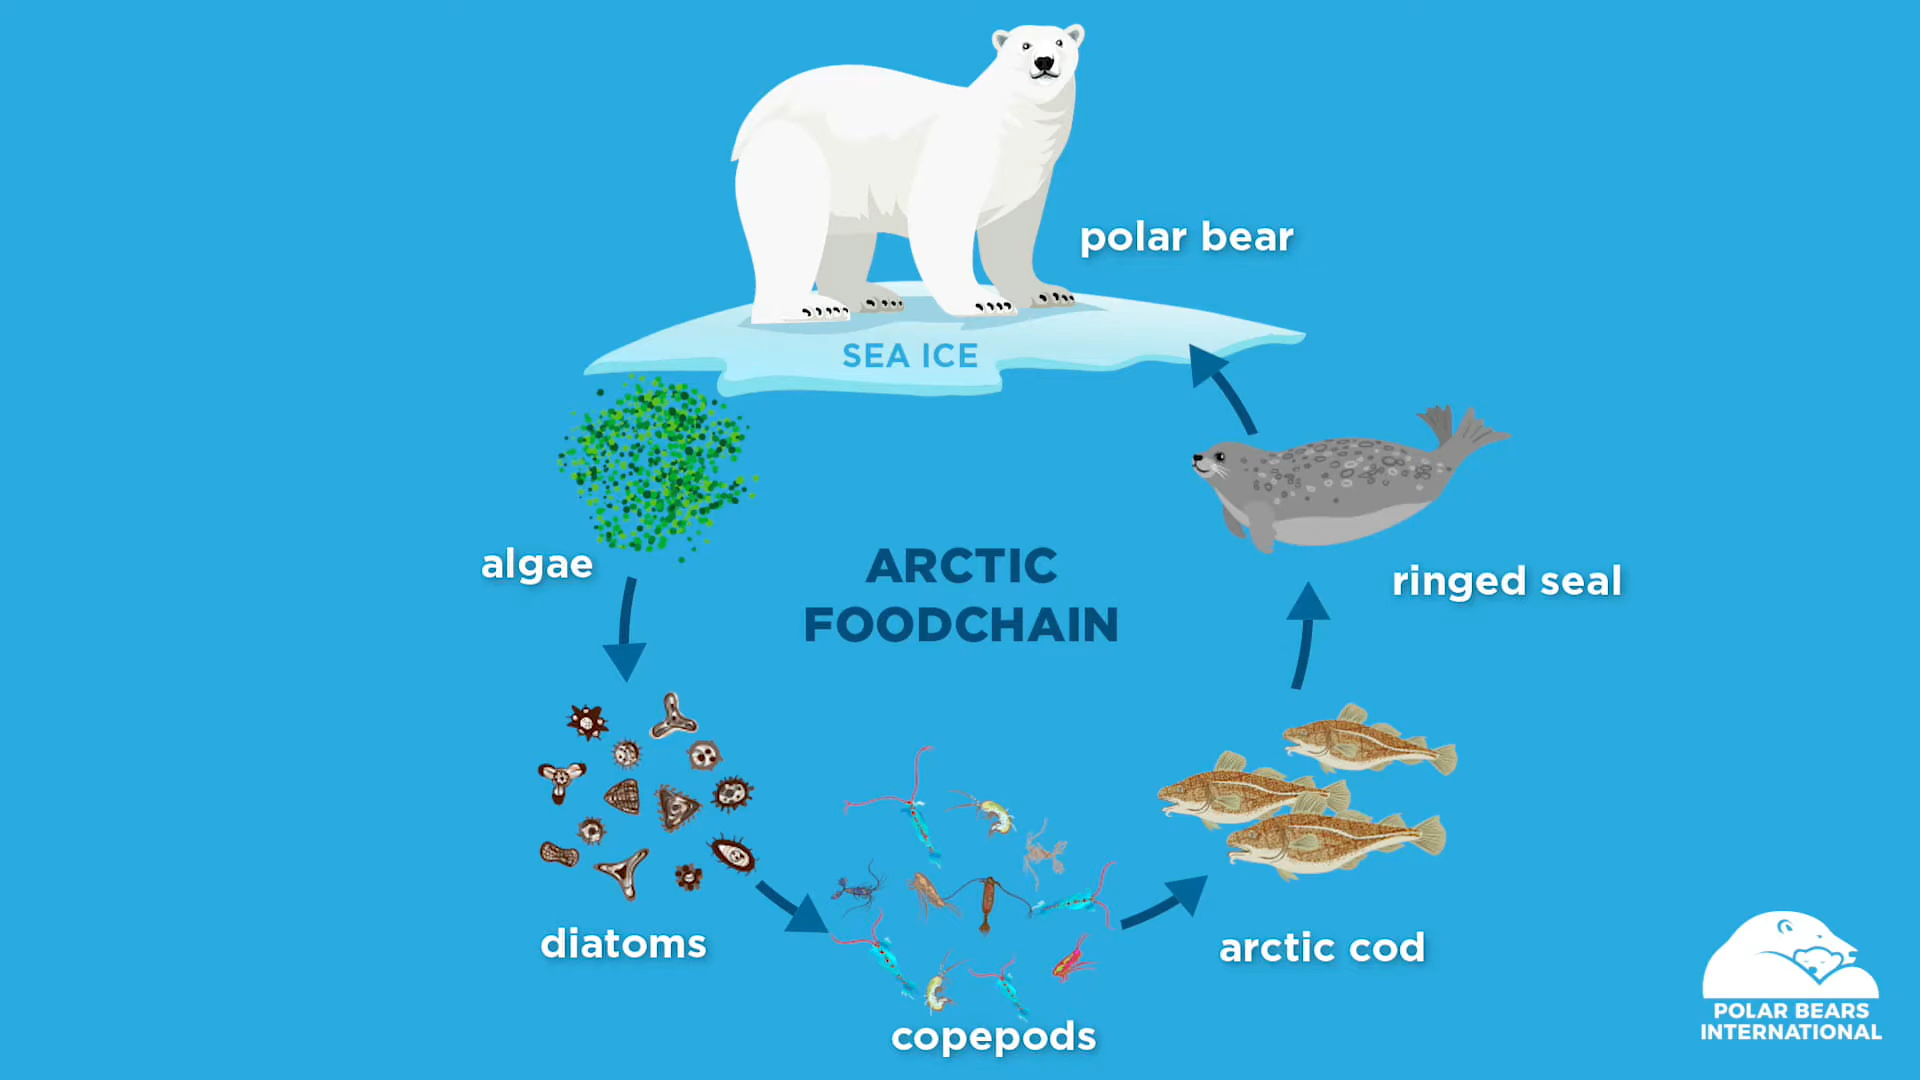 polar bear
SEA ICE
algae
ARCTIC
FOODCHAIN
ringed seal
diatoms
copepods
arctic cod
POLAR BEARS
INTERNATIONAL